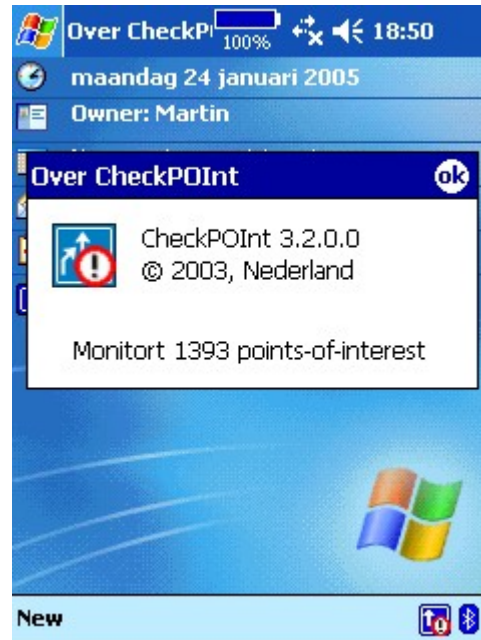 Over CheckP
100%
18:50
maandag 24 januari 2005
Owner: Martin
Over CheckPOInt
ok
CheckPOInt 3.2.0.0
© 2003, Nederland
Monitort 1393 points-of-interest
New